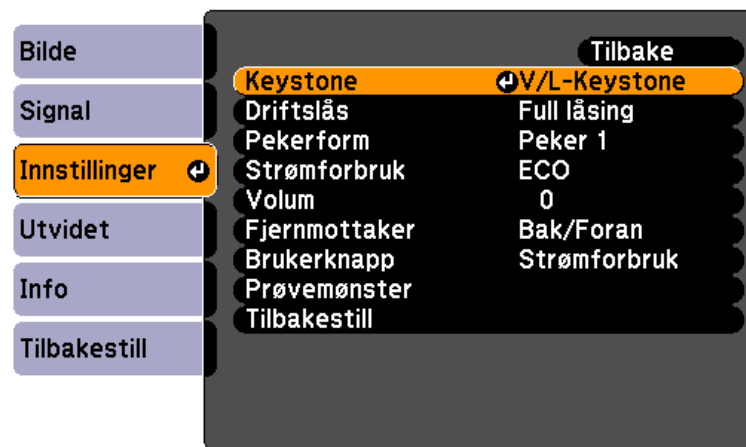 Bilde
Signal
Innstillinger
Utvidet
Info
Tilbakestill
Tilbake
Keystone V/L-Keystone
Driftslås Full låsing
Pekerform Peker 1
Strømforbruk ECO
Volum 0
Fjernmottaker Bak/Foran
Brukerknapp Strømforbruk
Prøvemønster
Tilbakestill